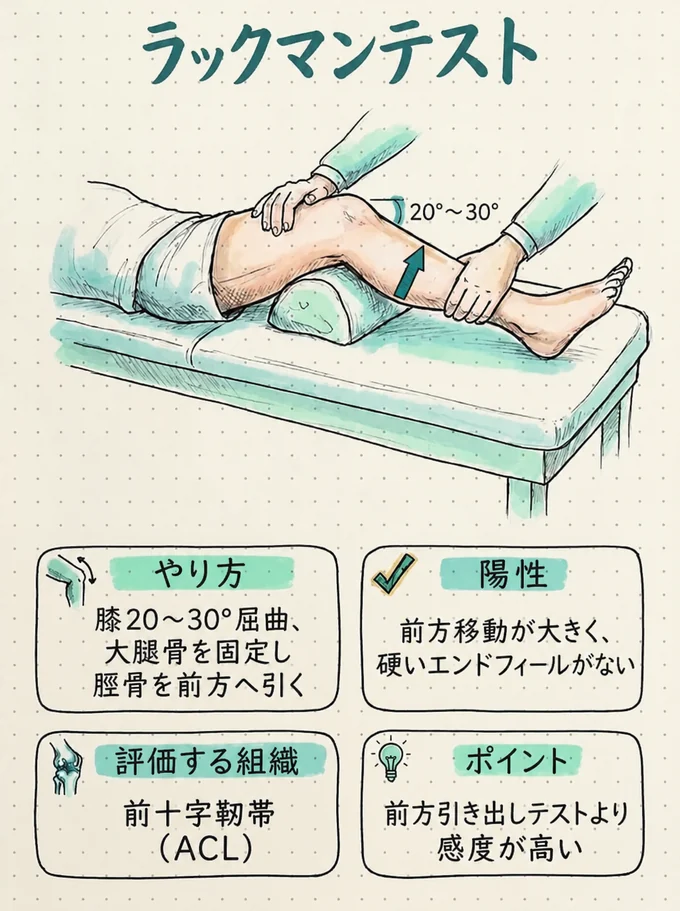 ラックマンテスト
20°～30°
やり方
膝20～30°屈曲、
大腿骨を固定し
脛骨を前方へ引く
陽性
前方移動が大きく、
硬いエンドフィールがない
評価する組織
前十字靭帯
（ACL）
ポイント
前方引き出しテストより
感度が高い